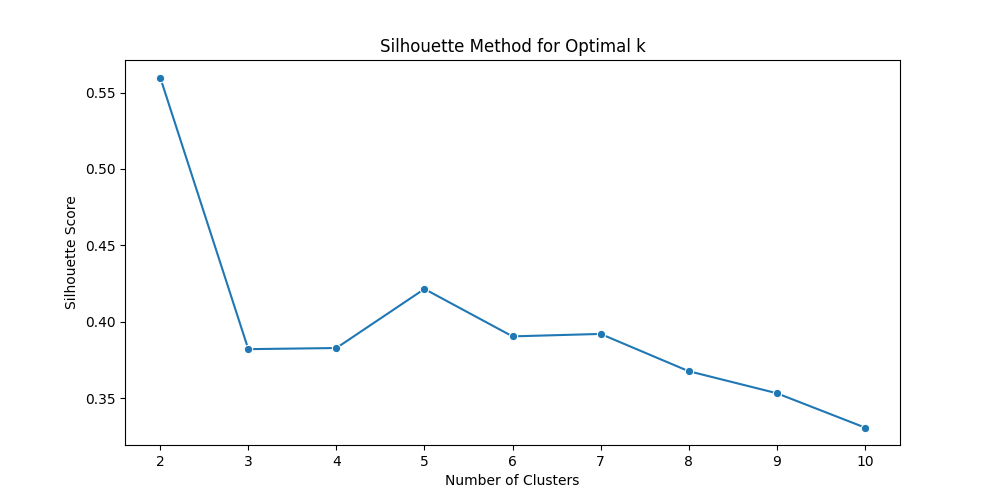 Silhouette Method for Optimal k
0.55
0.50
0.45
0.40
0.35
Silhouette Score
2 3 4 5 6 7 8 9 10
Number of Clusters